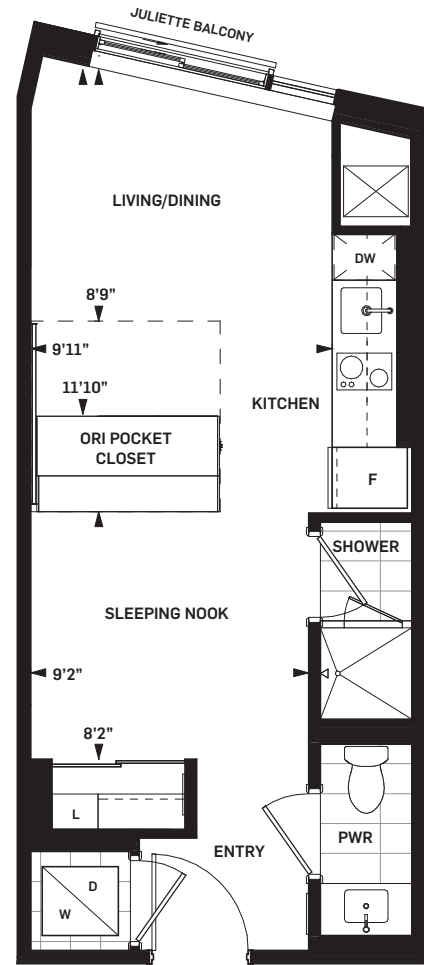 JULIETTE BALCONY
LIVING/DINING
DW
8'9”
9'11”
11'10”
KITCHEN
ORI POCKET
CLOSET
F
SHOWER
SLEEPING NOOK
9'2”
8'2”
L
PWR
ENTRY
D
W